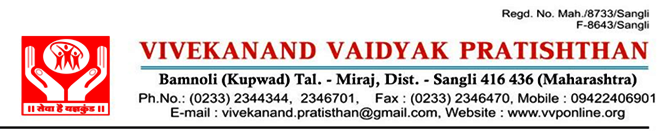 Regd. No. Mah./8733/Sangli
F-8643/Sangli
VIVEKANAND VAIDYAK PRATISHTHAN
Bamnoli (Kupwad) Tal. - Miraj, Dist. - Sangli 416 436 (Maharashtra)
Ph.No.: (0233) 2344344, 2346701, Fax : (0233) 2346470, Mobile : 09422406901
E-mail : vivekanand.pratisthan@gmail.com, Website : www.vvponline.org
॥ सेवा है यज्ञकुंड ॥